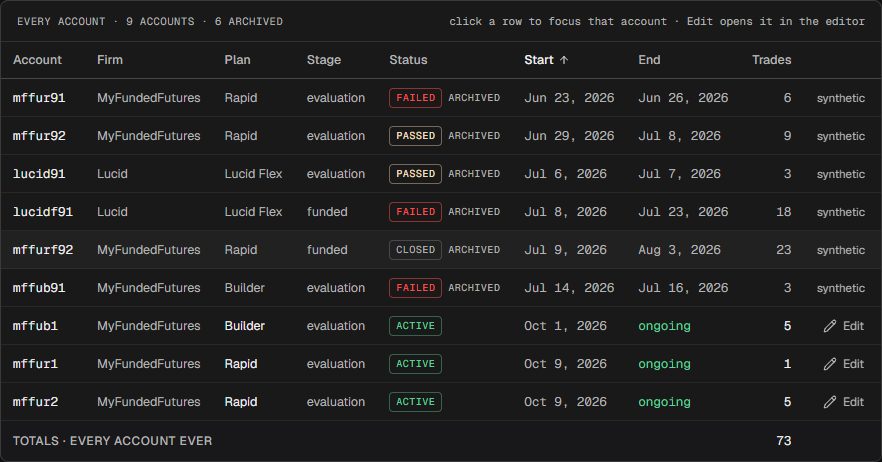 EVERY ACCOUNT · 9 ACCOUNTS · 6 ARCHIVED click a row to focus that account · Edit opens it in the editor
Account Firm Plan Stage Status Start ↑ End Trades
mffur91 MyFundedFutures Rapid evaluation FAILED ARCHIVED Jun 23, 2026 Jun 26, 2026 6 synthetic
mffur92 MyFundedFutures Rapid evaluation PASSED ARCHIVED Jun 29, 2026 Jul 8, 2026 9 synthetic
lucid91 Lucid Lucid Flex evaluation PASSED ARCHIVED Jul 6, 2026 Jul 7, 2026 3 synthetic
lucidf91 Lucid Lucid Flex funded FAILED ARCHIVED Jul 8, 2026 Jul 23, 2026 18 synthetic
mffurf92 MyFundedFutures Rapid funded CLOSED ARCHIVED Jul 9, 2026 Aug 3, 2026 23 synthetic
mffub91 MyFundedFutures Builder evaluation FAILED ARCHIVED Jul 14, 2026 Jul 16, 2026 3 synthetic
mffub1 MyFundedFutures Builder evaluation ACTIVE Oct 1, 2026 ongoing 5 Edit
mffur1 MyFundedFutures Rapid evaluation ACTIVE Oct 9, 2026 ongoing 1 Edit
mffur2 MyFundedFutures Rapid evaluation ACTIVE Oct 9, 2026 ongoing 5 Edit
TOTALS · EVERY ACCOUNT EVER 73